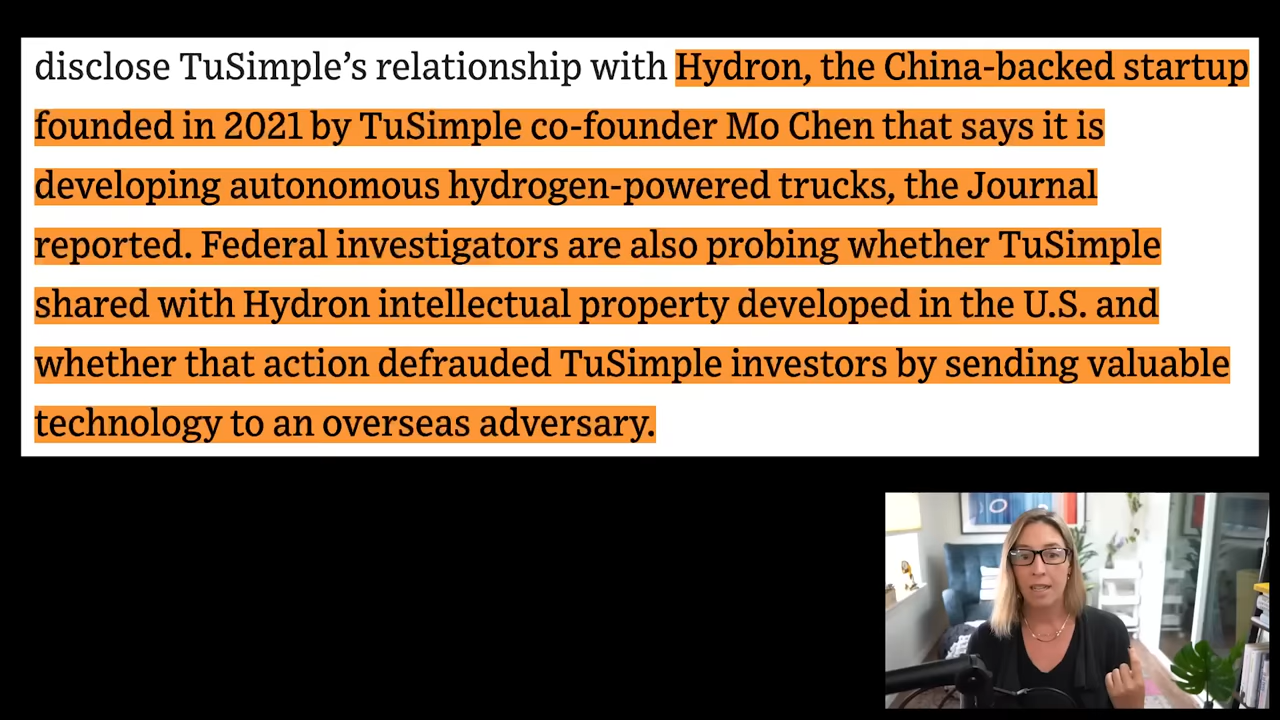 disclose TuSimple’s relationship with Hydron, the China-backed startup
founded in 2021 by TuSimple co-founder Mo Chen that says it is
developing autonomous hydrogen-powered trucks, the Journal
reported. Federal investigators are also probing whether TuSimple
shared with Hydron intellectual property developed in the U.S. and
whether that action defrauded TuSimple investors by sending valuable
technology to an overseas adversary.